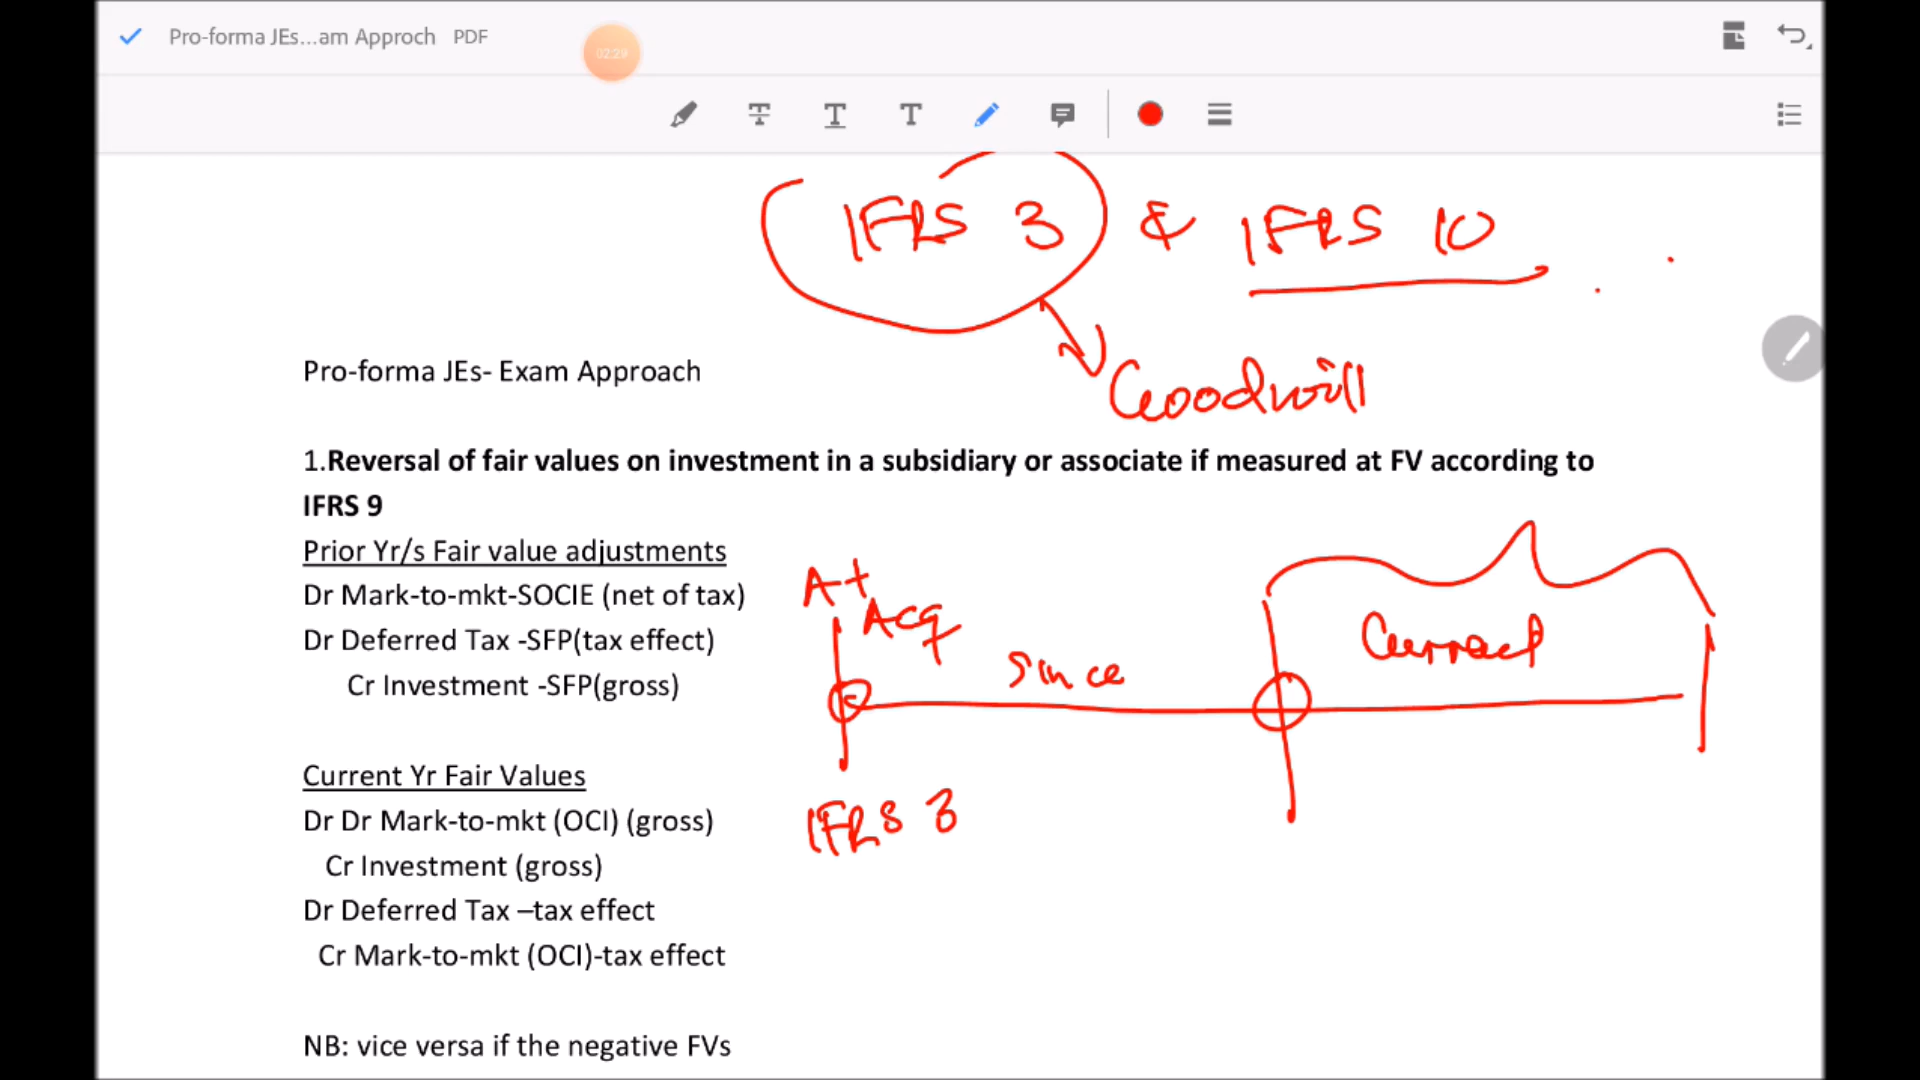 Pro-forma JEs...am Approch PDF
02:29
IFRS 3 & IFRS 10
Goodwill
Pro-forma JEs- Exam Approach
1.Reversal of fair values on investment in a subsidiary or associate if measured at FV according to
IFRS 9
Prior Yr/s Fair value adjustments
Dr Mark-to-mkt-SOCIE (net of tax)
Dr Deferred Tax -SFP(tax effect)
Cr Investment -SFP(gross)
At
Acq
Since
Current
IFRS 3
Current Yr Fair Values
Dr Dr Mark-to-mkt (OCI) (gross)
Cr Investment (gross)
Dr Deferred Tax –tax effect
Cr Mark-to-mkt (OCI)-tax effect
NB: vice versa if the negative FVs